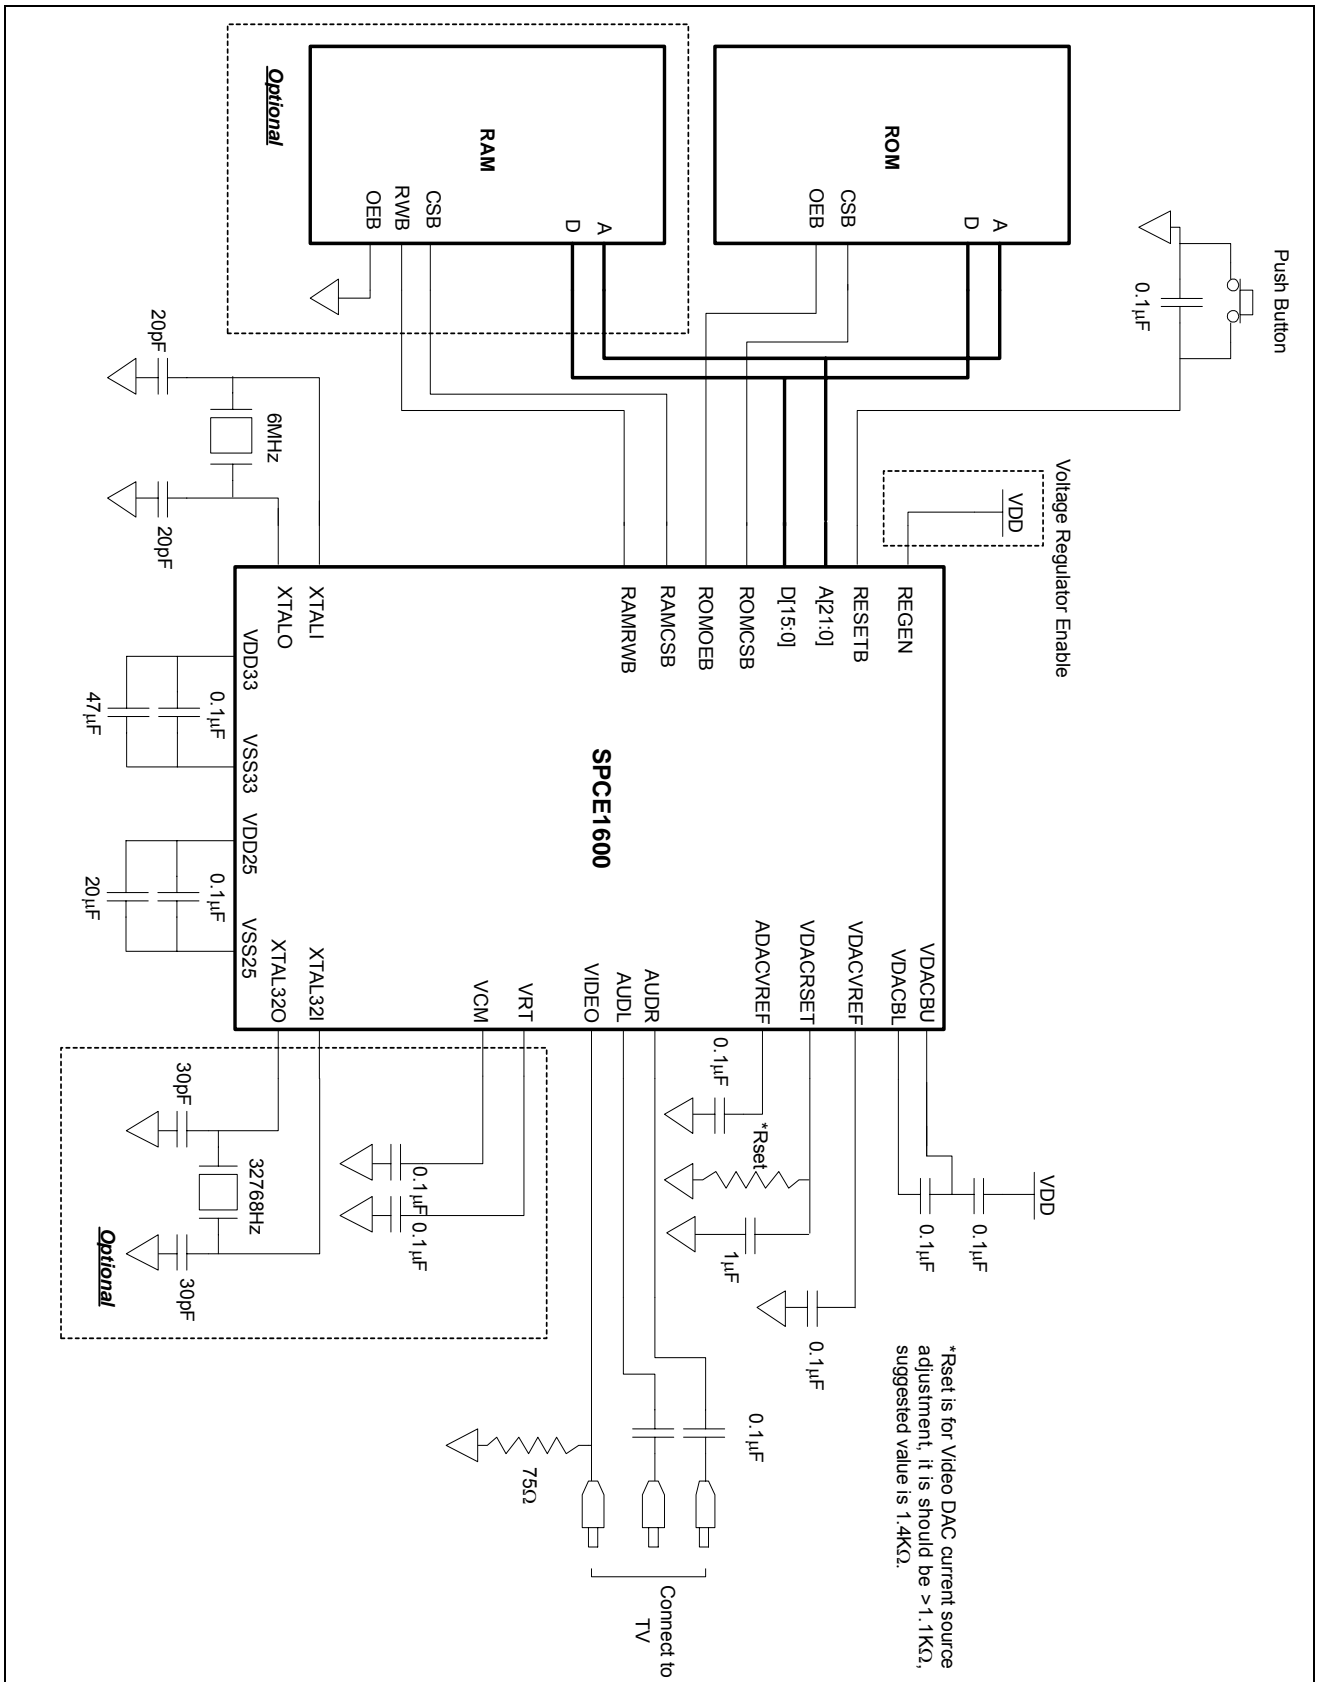 Push Button
0.1µF
Voltage Regulator Enable
VDD
ROM
A
D
CSB
OEB
RAM
A
D
CSB
RWB
OEB
Optional
20pF
6MHz
20pF
REGEN
RESETB
A[21:0]
D[15:0]
ROMCSB
ROMOEB
RAMCSB
RAMRWB
XTALI
XTALO
SPCE1600
VDD33
VSS33
VDD25
VSS25
0.1µF
47µF
0.1µF
20µF
VDACBU
VDACBL
VDACVREF
VDACRSET
ADACVREF
AUDR
AUDL
VIDEO
VRT
VCM
XTAL32I
XTAL32O
VDD
0.1µF
0.1µF
0.1µF
1µF
*Rset
0.1µF
0.1µF
75Ω
Connect to
TV
0.1µF
0.1µF
30pF
32768Hz
30pF
Optional
*Rset is for Video DAC current source
adjustment, it is should be >1.1KΩ,
suggested value is 1.4KΩ.